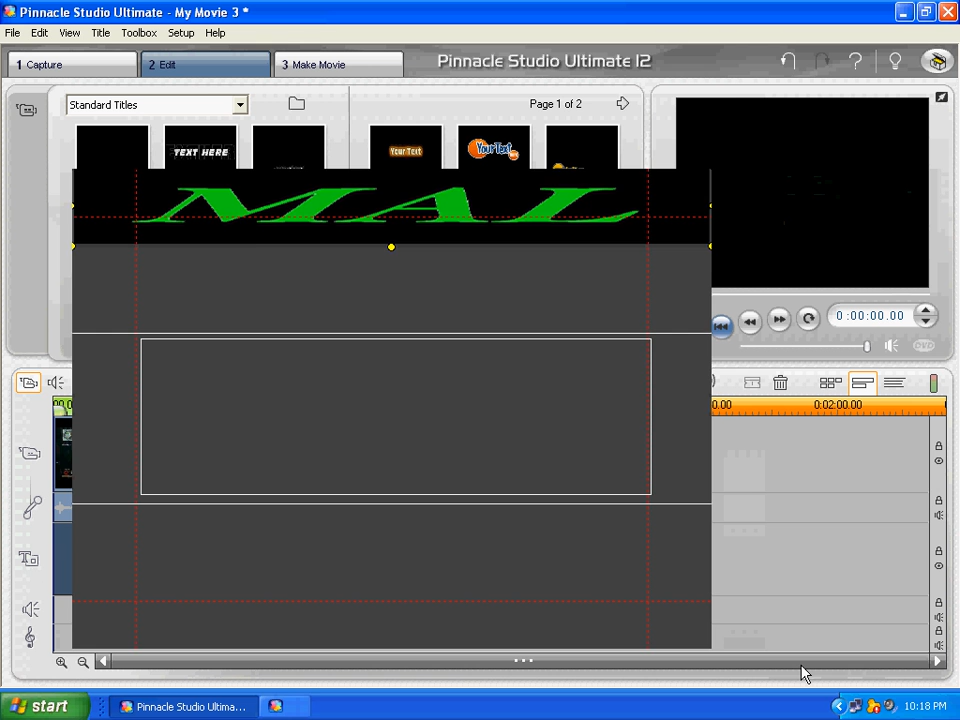 Pinnacle Studio Ultimate - My Movie 3 *
File Edit View Title Toolbox Setup Help
1 Capture
2 Edit
3 Make Movie
Pinnacle Studio Ultimate 12
Standard Titles
Page 1 of 2
TEXT HERE
Your Text
Your Text
MAL
0:00:00.00
DVD
0:02:00.00
start
Pinnacle Studio Ultima...
10:18 PM